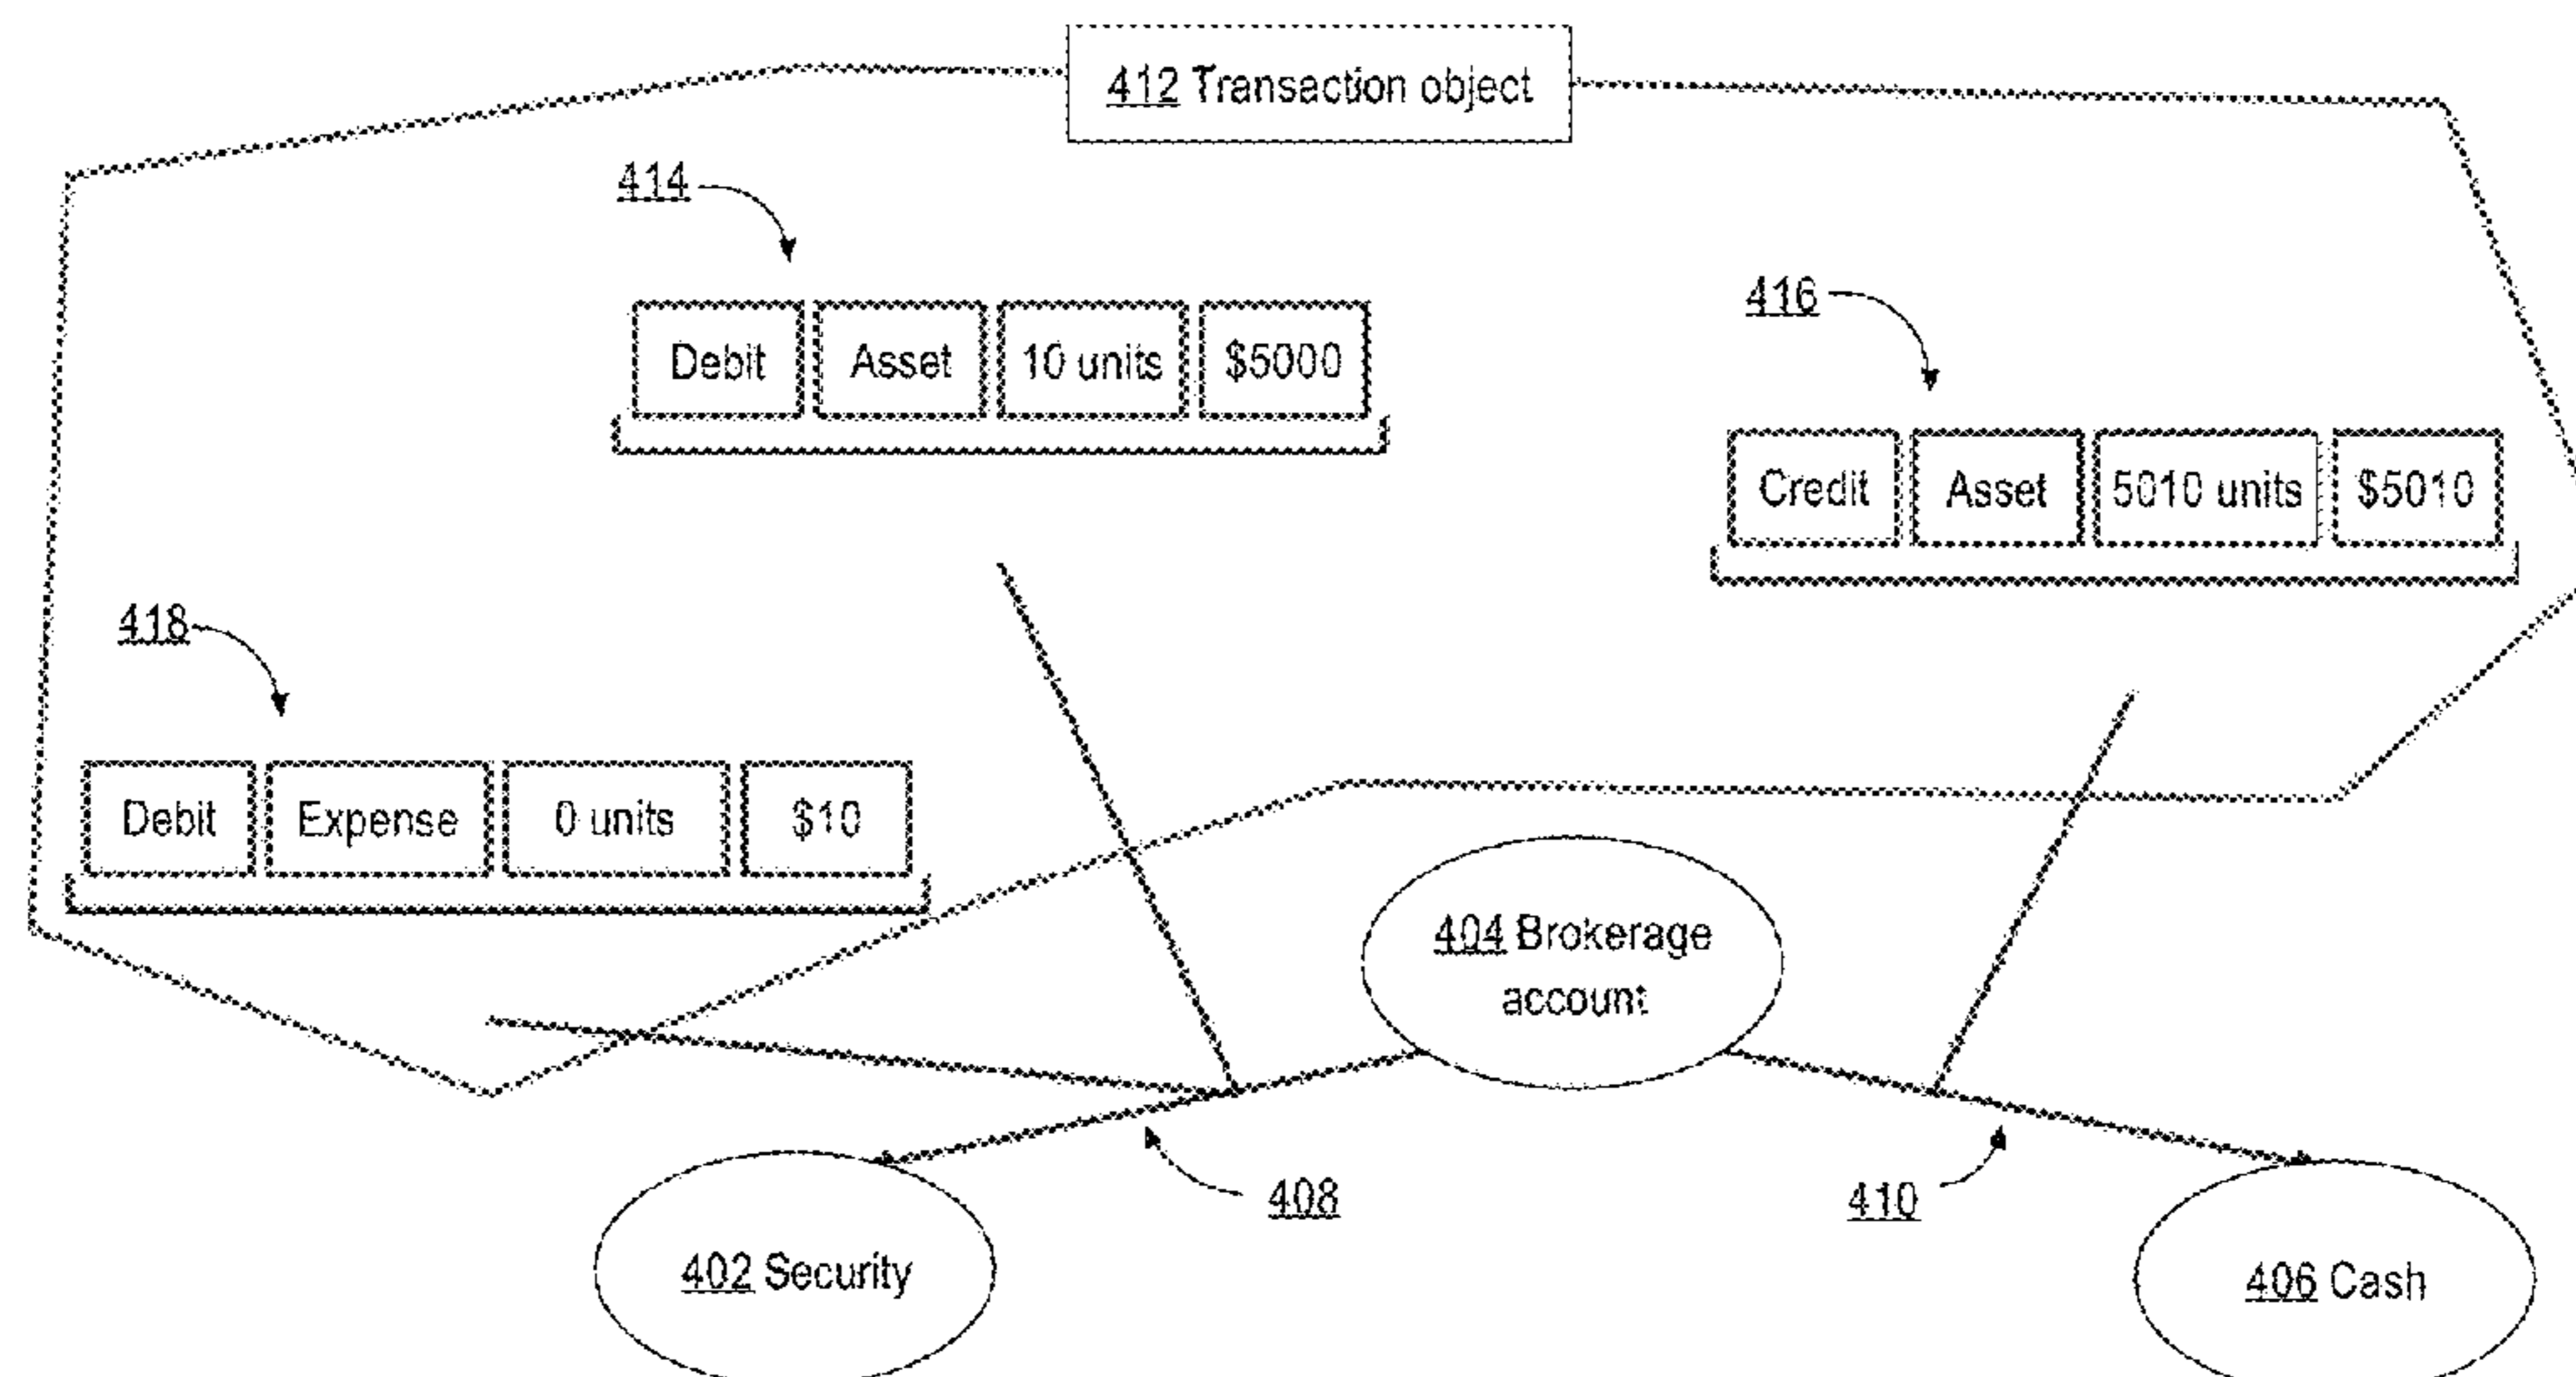 412 Transaction object
414
Debit Asset 10 units $5000
416
Credit Asset 5010 units $5010
418
Debit Expense 0 units $10
404 Brokerage
account
408
410
402 Security
406 Cash